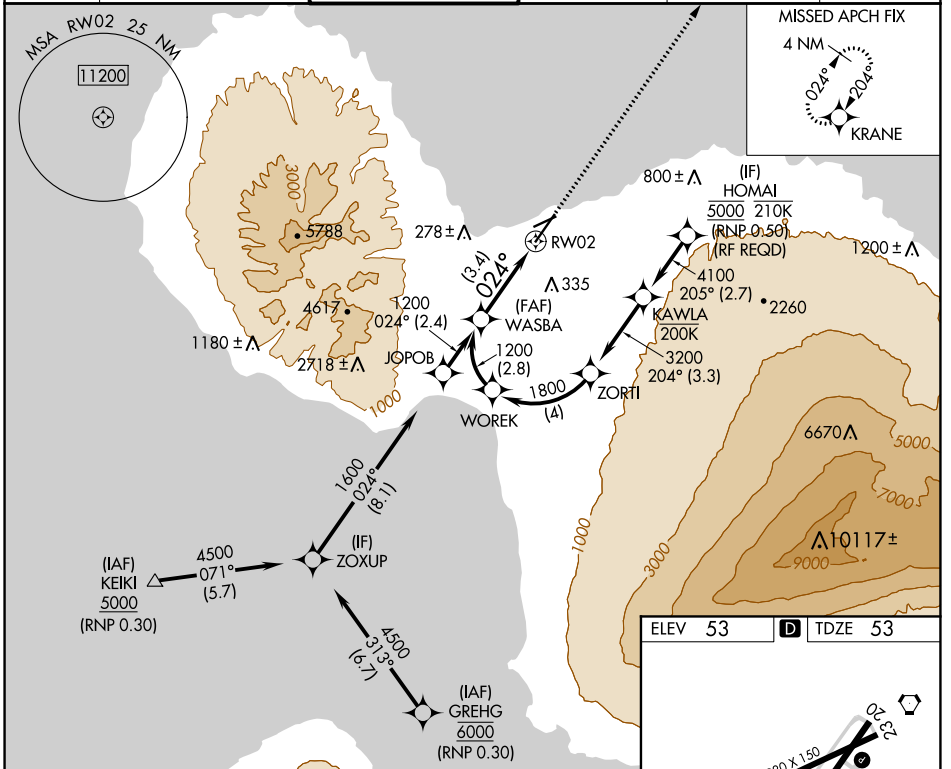 MSA RW02 25 NM
11200
MISSED APCH FIX
4 NM
024°
204°
KRANE
3000
5788
278±
800±
(IF)
HOMAI
5000 210K
(RNP 0.50)
(RF REQD)
1200±
RW02
(3.4)
024°
335
4100
205° (2.7)
2260
4617
1200
024° (2.4)
(FAF)
WASBA
KAWLA
200K
1180±
2718±
JOPOB
1200
(2.8)
3200
204° (3.3)
1000
1800
(4)
ZORTI
WOREK
6670
5000
7000
1600
024°
(8.1)
1000
3000
10117±
9000
(IAF)
KEIKI
5000
(RNP 0.30)
4500
071°
(5.7)
(IF)
ZOXUP
4500
313°
(6.7)
(IAF)
GREHG
6000
(RNP 0.30)
ELEV 53
D
TDZE 53
20
23
X 150
P